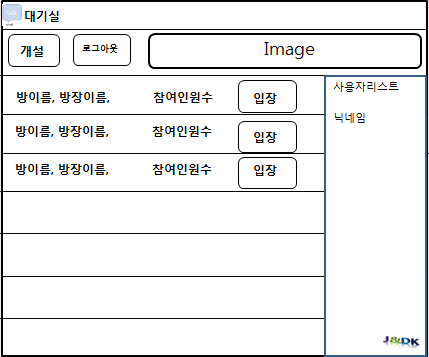 대기실
개설
로그아웃
Image
방이름, 방장이름,
참여인원수
입장
방이름, 방장이름,
참여인원수
입장
방이름, 방장이름,
참여인원수
입장
사용자리스트
닉네임
J&DK